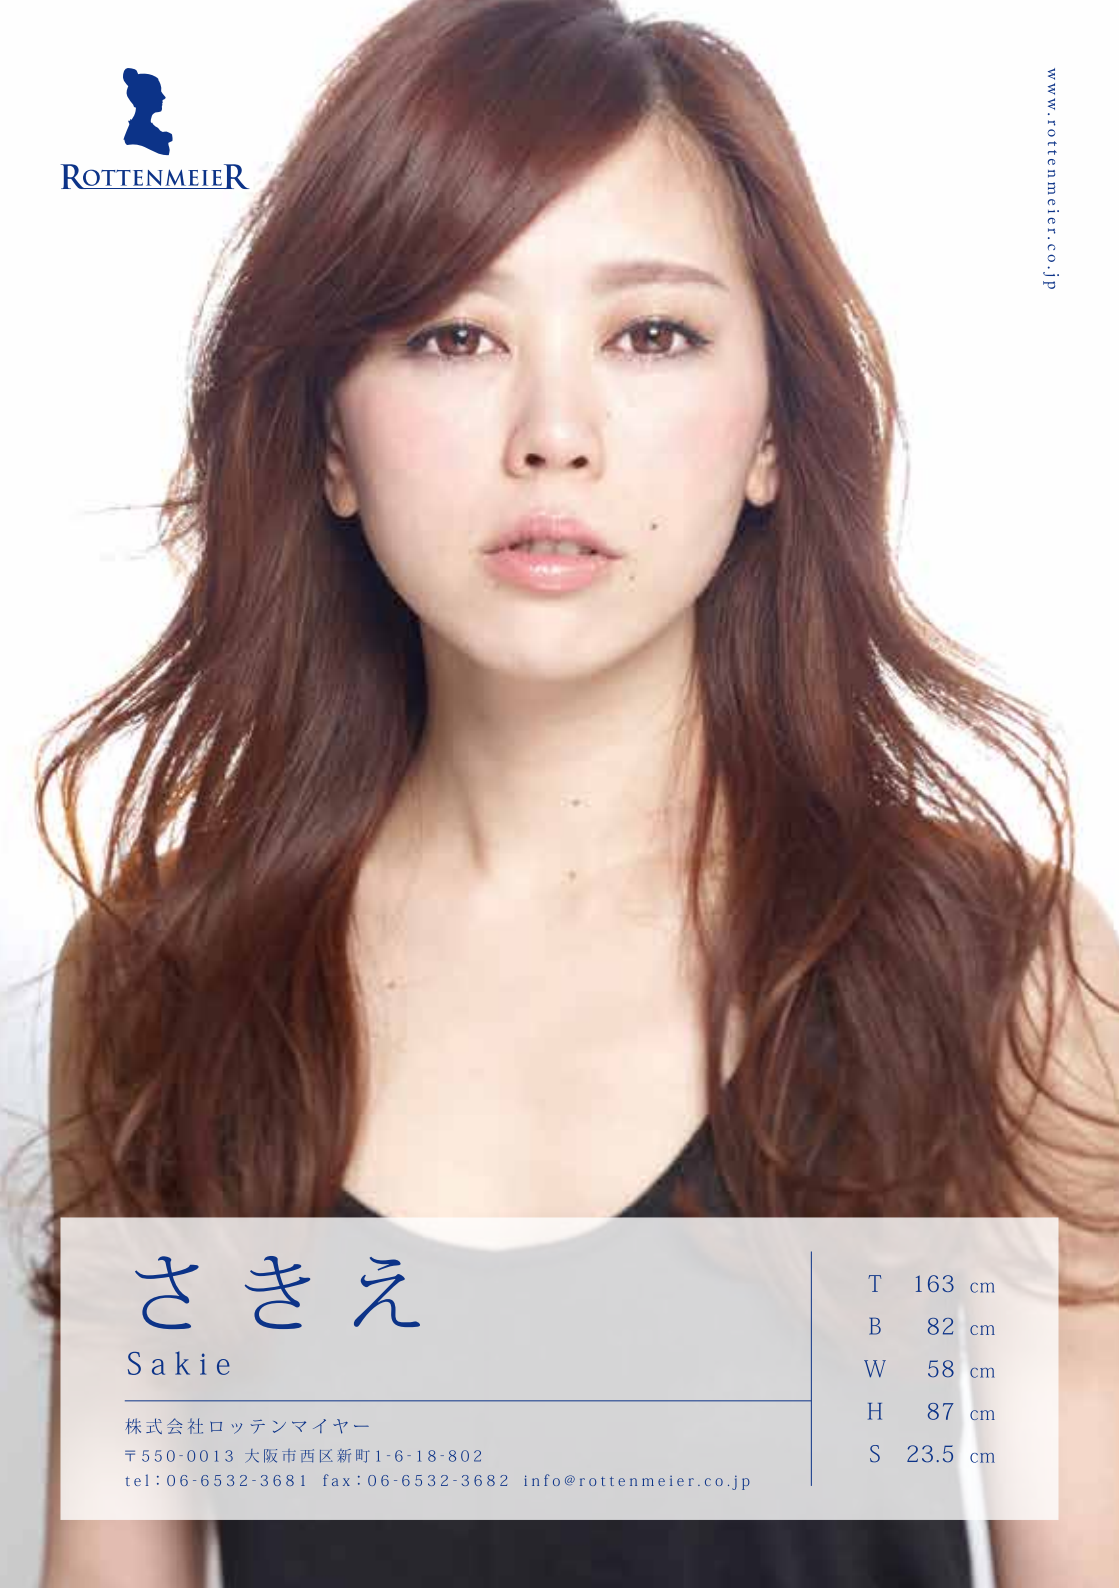 ROTTENMEIER
www.rottenmeier.co.jp
さきえ
Sakie
株式会社ロッテンマイヤー
〒550-0013 大阪市西区新町1-6-18-802
tel：06-6532-3681 fax：06-6532-3682 info@rottenmeier.co.jp
T 163 cm
B 82 cm
W 58 cm
H 87 cm
S 23.5 cm